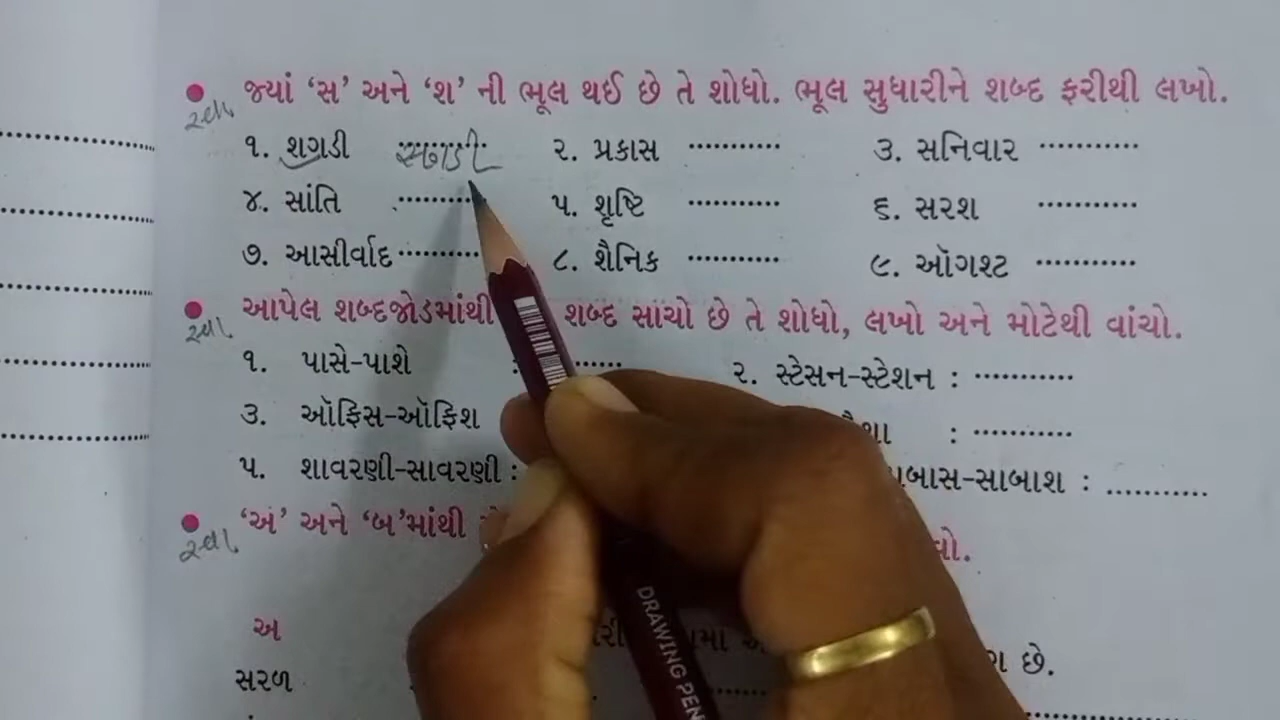 જ્યાં ‘સ’ અને ‘શ’ ની ભૂલ થઈ છે તે શોધો. ભૂલ સુધારીને શબ્દ ફરીથી લખો.
સ્વા.
૧. શગડી સગડી ૨. પ્રકાસ ............ ૩. સનિવાર ............
૪. સાંતિ ............ ૫. શૃષ્ટિ ............ ૬. સરશ ............
૭. આસીર્વાદ ............ ૮. શૈનિક ............ ૯. ઑગશ્ટ ............
આપેલ શબ્દજોડમાંથી શબ્દ સાચો છે તે શોધો, લખો અને મોટેથી વાંચો.
સ્વા.
૧. પાસે-પાશે : ...... ૨. સ્ટેસન-સ્ટેશન : ............
૩. ઑફિસ-ઑફિશ : ............
૫. શાવરણી-સાવરણી : બાસ-સાબાશ : ............
‘અ’ અને ‘બ’માંથી
સ્વા.
અ
સરળ છે.
DRAWING PEN